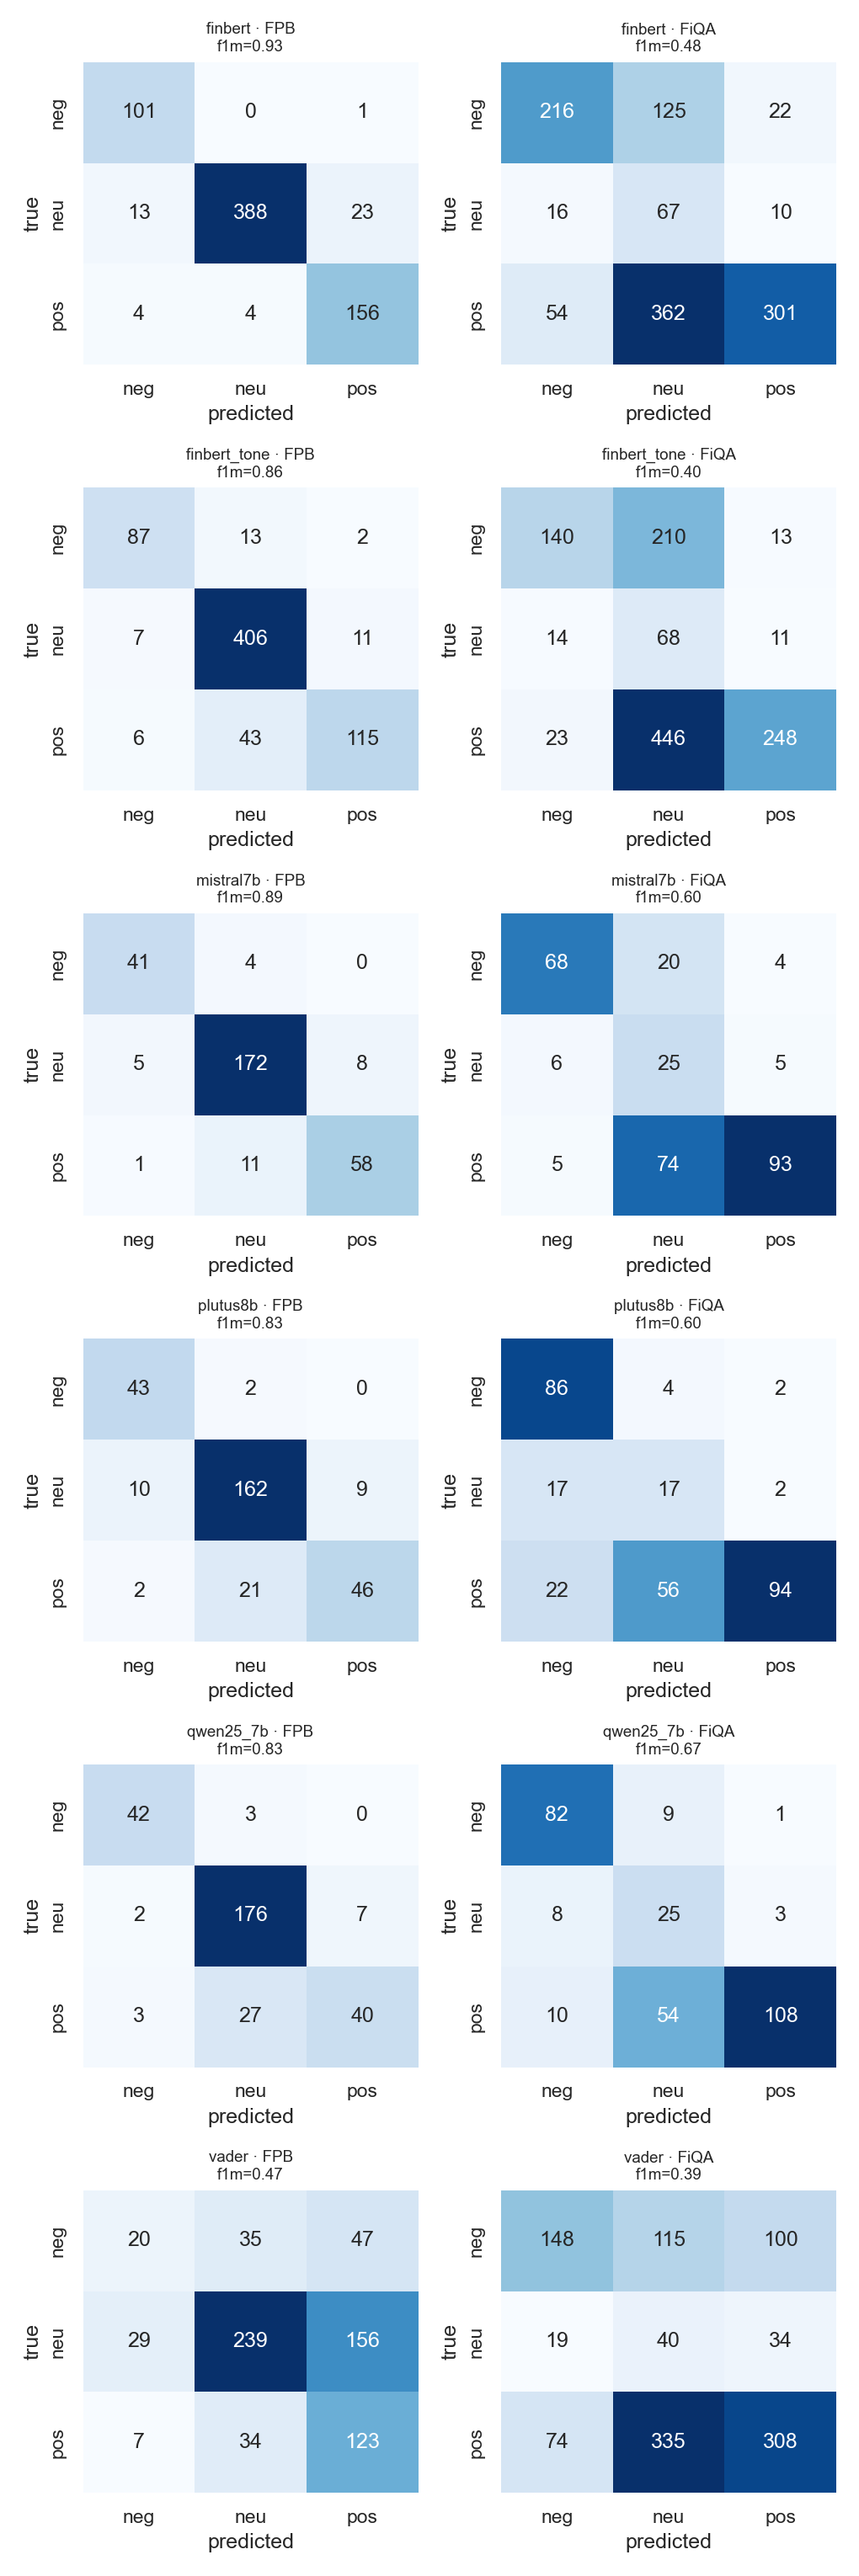 finbert · FPB
f1m=0.93
neg 101 0 1
true neu 13 388 23
pos 4 4 156
neg neu pos
predicted
finbert · FiQA
f1m=0.48
neg 216 125 22
true neu 16 67 10
pos 54 362 301
neg neu pos
predicted
finbert_tone · FPB
f1m=0.86
neg 87 13 2
true neu 7 406 11
pos 6 43 115
neg neu pos
predicted
finbert_tone · FiQA
f1m=0.40
neg 140 210 13
true neu 14 68 11
pos 23 446 248
neg neu pos
predicted
mistral7b · FPB
f1m=0.89
neg 41 4 0
true neu 5 172 8
pos 1 11 58
neg neu pos
predicted
mistral7b · FiQA
f1m=0.60
neg 68 20 4
true neu 6 25 5
pos 5 74 93
neg neu pos
predicted
plutus8b · FPB
f1m=0.83
neg 43 2 0
true neu 10 162 9
pos 2 21 46
neg neu pos
predicted
plutus8b · FiQA
f1m=0.60
neg 86 4 2
true neu 17 17 2
pos 22 56 94
neg neu pos
predicted
qwen25_7b · FPB
f1m=0.83
neg 42 3 0
true neu 2 176 7
pos 3 27 40
neg neu pos
predicted
qwen25_7b · FiQA
f1m=0.67
neg 82 9 1
true neu 8 25 3
pos 10 54 108
neg neu pos
predicted
vader · FPB
f1m=0.47
neg 20 35 47
true neu 29 239 156
pos 7 34 123
neg neu pos
predicted
vader · FiQA
f1m=0.39
neg 148 115 100
true neu 19 40 34
pos 74 335 308
neg neu pos
predicted